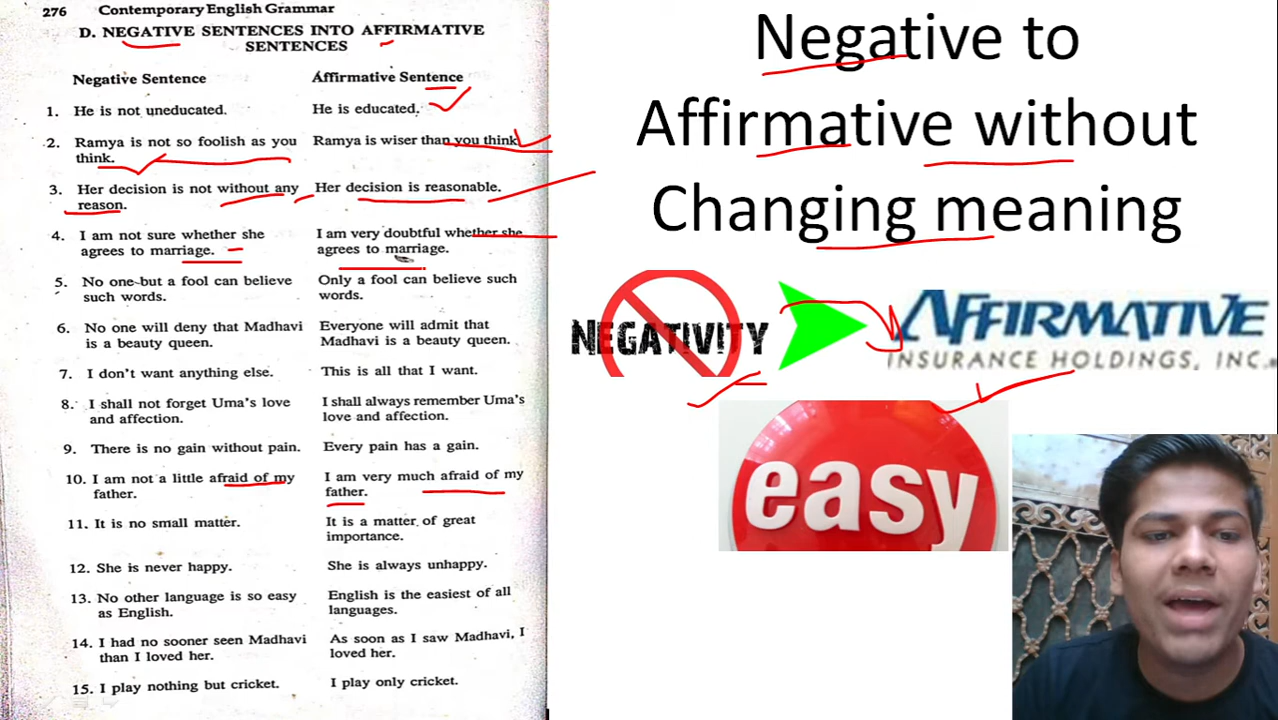 276 Contemporary English Grammar
D. NEGATIVE SENTENCES INTO AFFIRMATIVE
SENTENCES
Negative Sentence
Affirmative Sentence
1. He is not uneducated.
He is educated.
2. Ramya is not so foolish as you
think.
Ramya is wiser than you think.
3. Her decision is not without any
reason.
Her decision is reasonable.
4. I am not sure whether she
agrees to marriage.
I am very doubtful whether she
agrees to marriage.
5. No one but a fool can believe
such words.
Only a fool can believe such
words.
6. No one will deny that Madhavi
is a beauty queen.
Everyone will admit that
Madhavi is a beauty queen.
7. I don't want anything else.
This is all that I want.
8. I shall not forget Uma's love
and affection.
I shall always remember Uma's
love and affection.
9. There is no gain without pain.
Every pain has a gain.
10. I am not a little afraid of my
father.
I am very much afraid of my
father.
11. It is no small matter.
It is a matter of great
importance.
12. She is never happy.
She is always unhappy.
13. No other language is so easy
as English.
English is the easiest of all
languages.
14. I had no sooner seen Madhavi
than I loved her.
As soon as I saw Madhavi, I
loved her.
15. I play nothing but cricket.
I play only cricket.
Negative to
Affirmative without
Changing meaning
NEGATIVITY
AFFIRMATIVE
INSURANCE HOLDINGS, INC.
easy